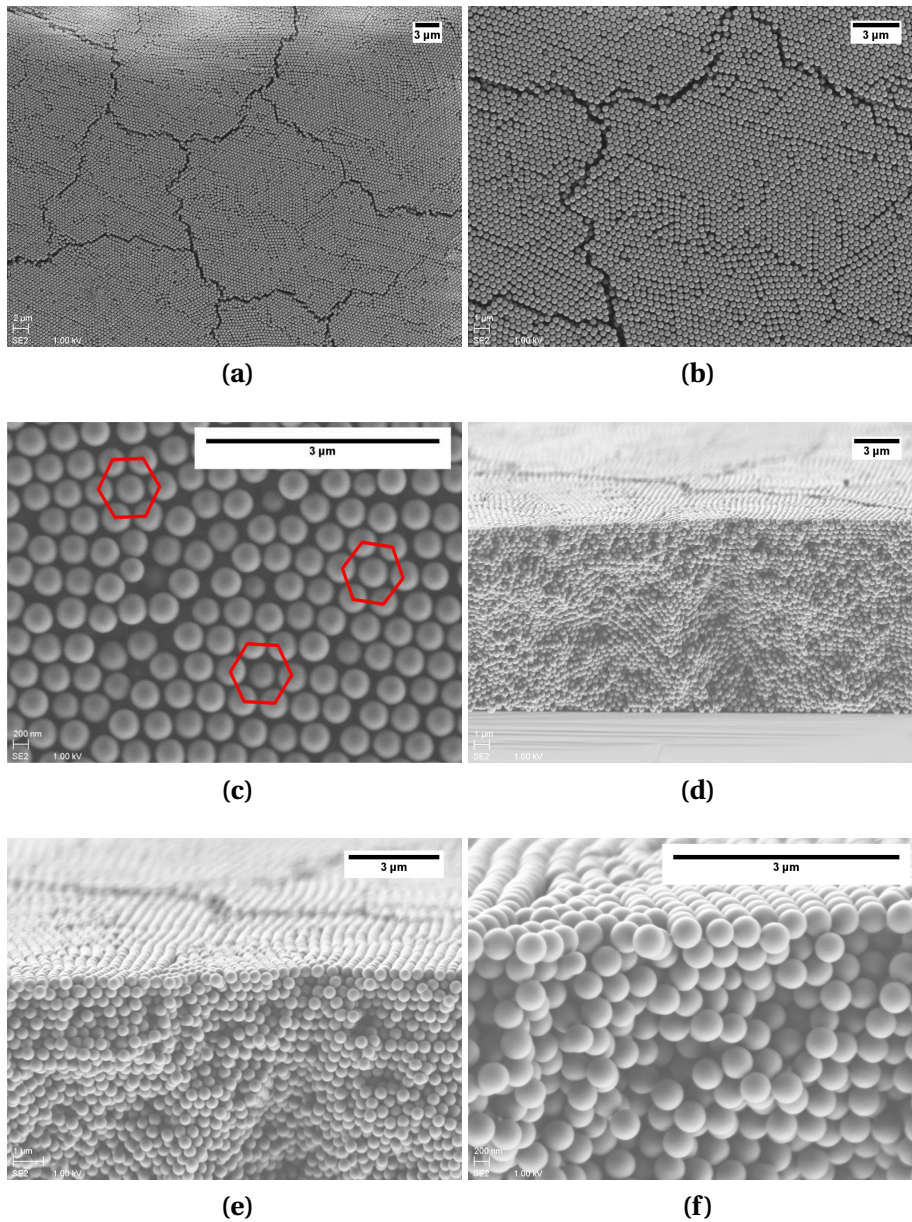 3 µm
2 µm
SE2 1.00 kV
(a)
3 µm
1 µm
SE2 1.00 kV
(b)
3 µm
200 nm
SE2 1.00 kV
(c)
3 µm
1 µm
SE2 1.00 kV
(d)
3 µm
1 µm
SE2 1.00 kV
(e)
3 µm
200 nm
SE2 1.00 kV
(f)